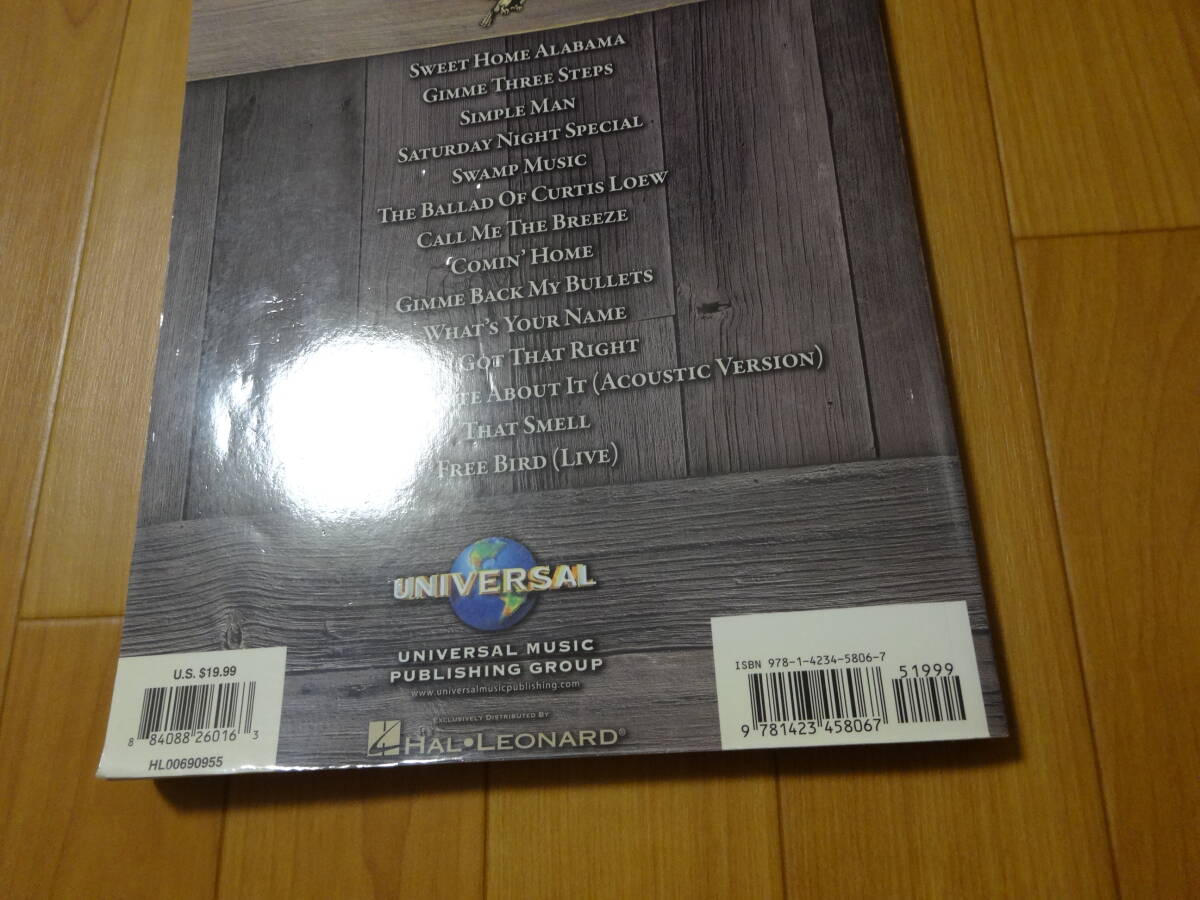 Sweet Home Alabama
Gimme Three Steps
Simple Man
Saturday Night Special
Swamp Music
The Ballad Of Curtis Loew
Call Me The Breeze
Comin' Home
Gimme Back My Bullets
What's Your Name
Got That Right
About It (Acoustic Version)
That Smell
Free Bird (Live)
UNIVERSAL
UNIVERSAL MUSIC
PUBLISHING GROUP
www.universalmusicpublishing.com
Exclusively Distributed By
HAL•LEONARD®
U.S. $19.99
8 84088 26016 3
HL00690955
ISBN 978-1-4234-5806-7
51999
9 781423 458067